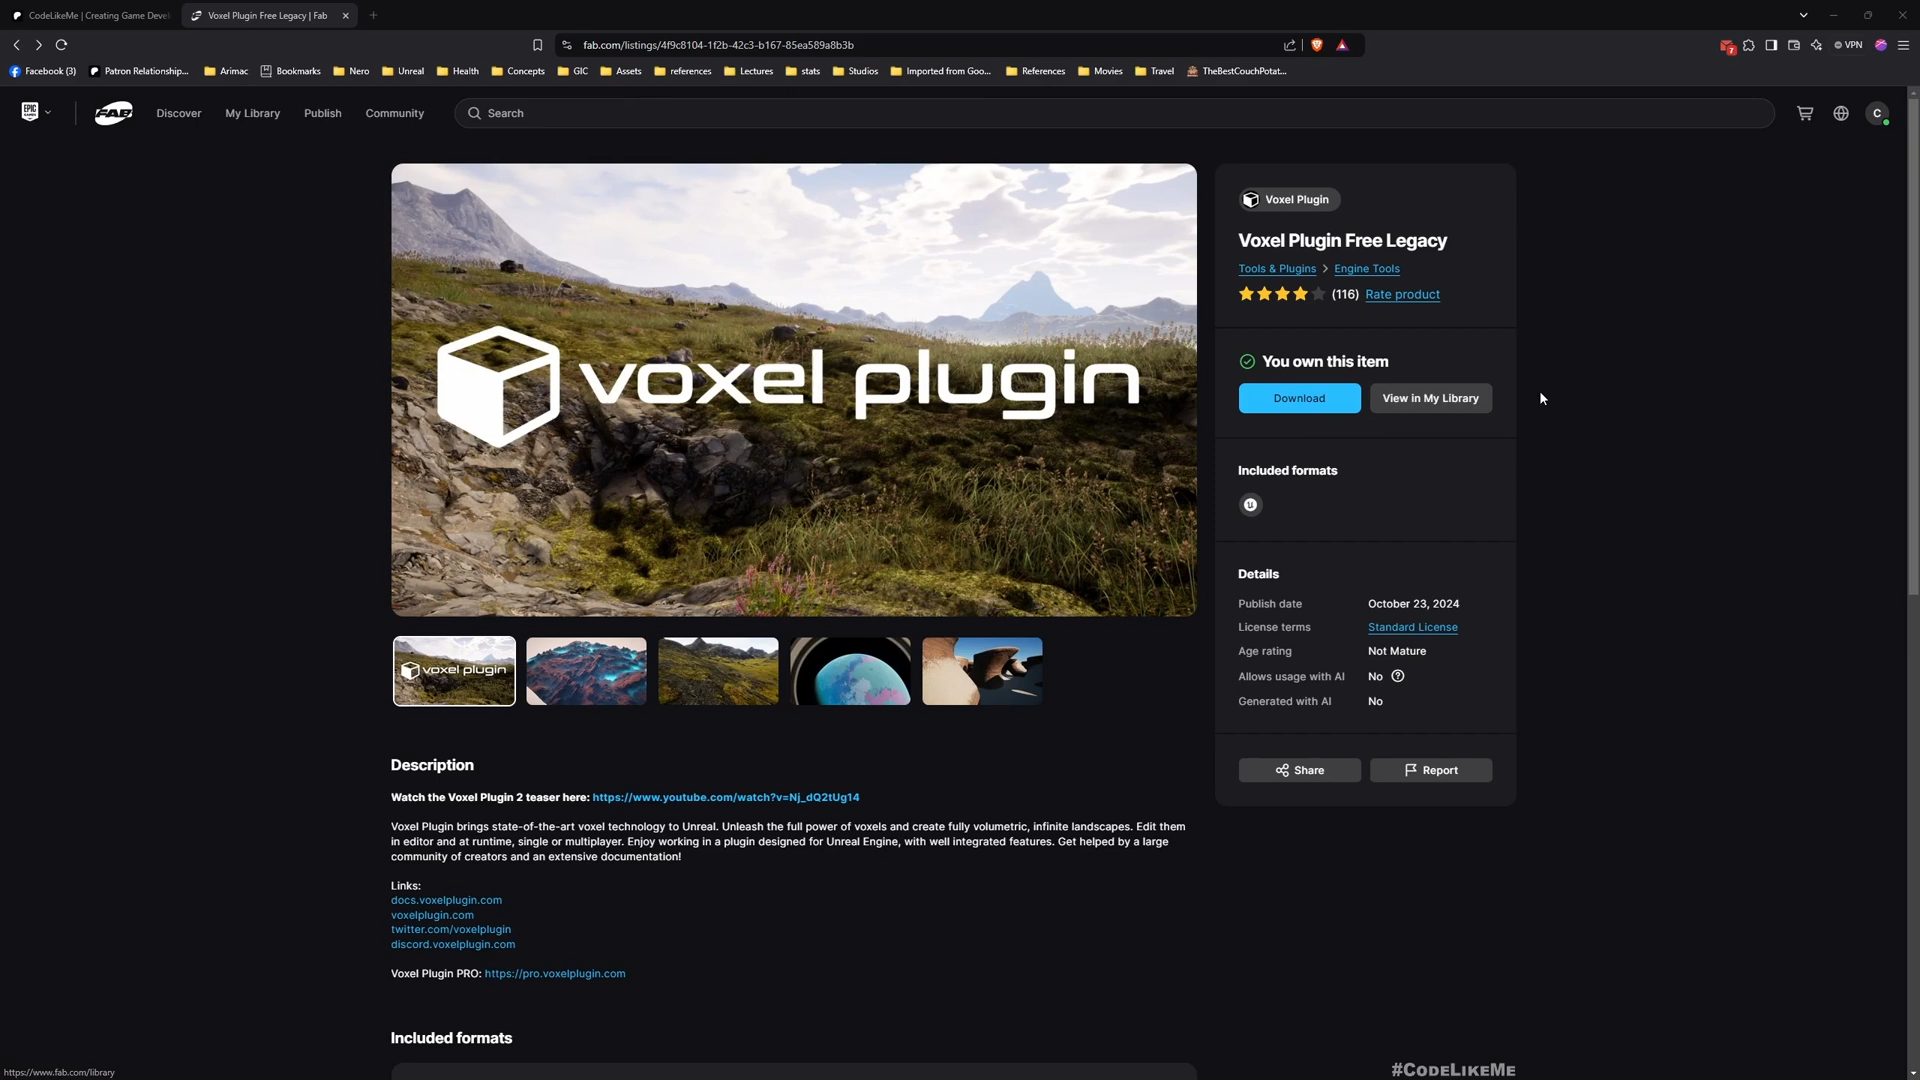 CodeLikeMe | Creating Game Devel
Voxel Plugin Free Legacy | Fab
fab.com/listings/4f9c8104-1f2b-42c3-b167-85ea589a8b3b
7
VPN
Facebook (3)
Patron Relationship...
Arimac
Bookmarks
Nero
Unreal
Health
Concepts
GIC
Assets
references
Lectures
stats
Studios
Imported from Goo...
References
Movies
Travel
TheBestCouchPotat...
EPIC GAMES
FAB
Discover
My Library
Publish
Community
Search
C
voxel plugin
Voxel Plugin
Voxel Plugin Free Legacy
Tools & Plugins > Engine Tools
(116) Rate product
You own this item
Download
View in My Library
Included formats
Details
Publish date October 23, 2024
License terms Standard License
Age rating Not Mature
Allows usage with AI No
Generated with AI No
Share
Report
voxel plugin
Description
Watch the Voxel Plugin 2 teaser here: https://www.youtube.com/watch?v=Nj_dQ2tUg14
Voxel Plugin brings state-of-the-art voxel technology to Unreal. Unleash the full power of voxels and create fully volumetric, infinite landscapes. Edit them
in editor and at runtime, single or multiplayer. Enjoy working in a plugin designed for Unreal Engine, with well integrated features. Get helped by a large
community of creators and an extensive documentation!
Links:
docs.voxelplugin.com
voxelplugin.com
twitter.com/voxelplugin
discord.voxelplugin.com
Voxel Plugin PRO: https://pro.voxelplugin.com
Included formats
https://www.fab.com/library
#CodeLikeMe